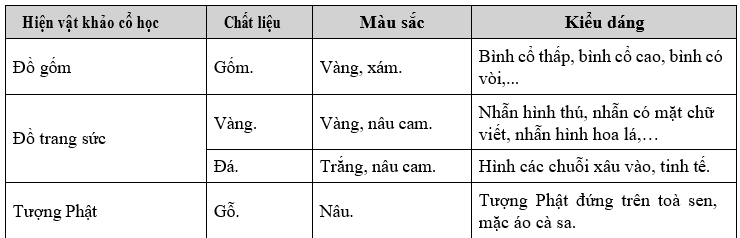 Hiện vật khảo cổ học Chất liệu Màu sắc Kiểu dáng
Đồ gốm Gốm. Vàng, xám. Bình cổ thấp, bình cổ cao, bình có
vòi,...
Đồ trang sức Vàng. Vàng, nâu cam. Nhẫn hình thú, nhẫn có mặt chữ
viết, nhẫn hình hoa lá,…
Đá. Trắng, nâu cam. Hình các chuỗi xâu vào, tinh tế.
Tượng Phật Gỗ. Nâu. Tượng Phật đứng trên toà sen,
mặc áo cà sa.